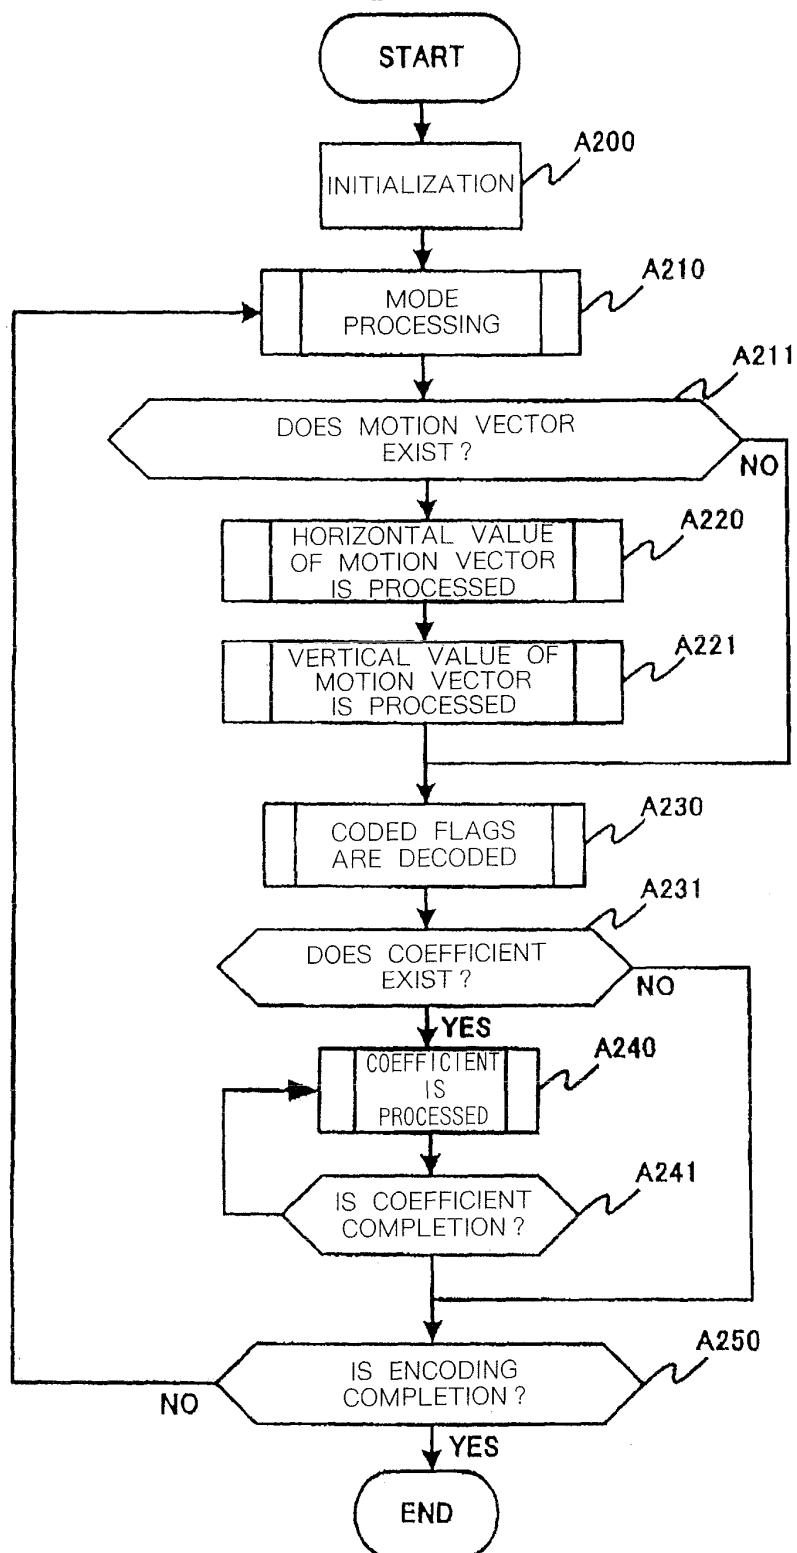 START
A200
INITIALIZATION
A210
MODE
PROCESSING
A211
DOES MOTION VECTOR
EXIST?
NO
A220
HORIZONTAL VALUE
OF MOTION VECTOR
IS PROCESSED
A221
VERTICAL VALUE OF
MOTION VECTOR
IS PROCESSED
A230
CODED FLAGS
ARE DECODED
A231
DOES COEFFICIENT
EXIST?
NO
YES
A240
COEFFICIENT
IS
PROCESSED
A241
IS COEFFICIENT
COMPLETION?
A250
IS ENCODING
COMPLETION?
NO
YES
END